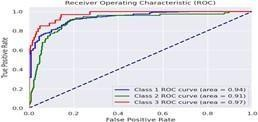 Receiver Operating Characteristic (ROC)
1.0
0.8
0.6
0.4
0.2
0.0
True Positive Rate
Class 1 ROC curve (area = 0.94)
Class 2 ROC curve (area = 0.91)
Class 3 ROC curve (area = 0.97)
0.0 0.2 0.4 0.6 0.8 1.0
False Positive Rate